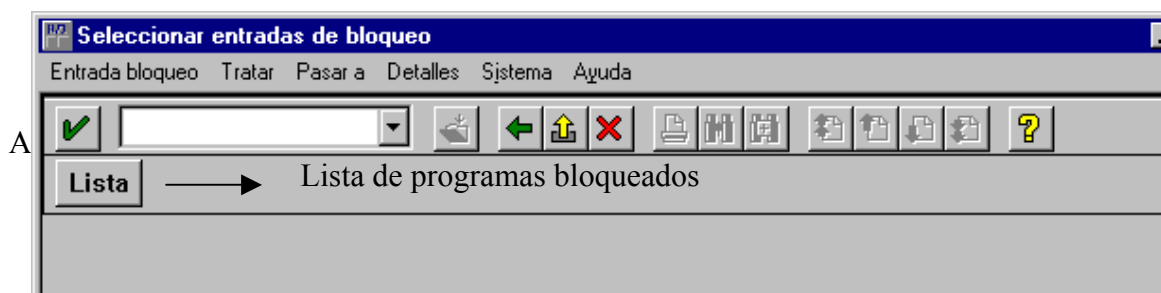 Seleccionar entradas de bloqueo
Entrada bloqueo Tratar Pasar a Detalles Sistema Ayuda
A
Lista Lista de programas bloqueados